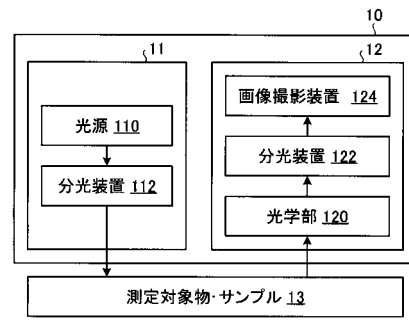 10
11
12
光源 110
分光装置 112
画像撮影装置 124
分光装置 122
光学部 120
測定対象物・サンプル 13